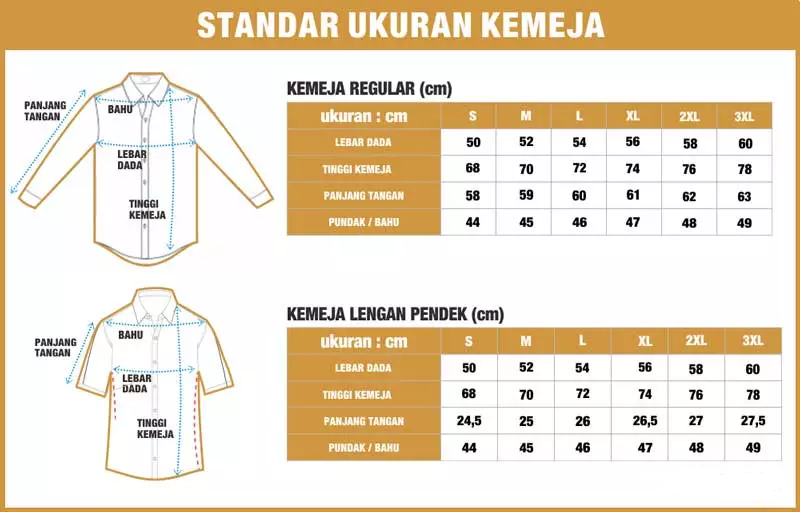 STANDAR UKURAN KEMEJA
PANJANG
TANGAN
BAHU
LEBAR
DADA
TINGGI
KEMEJA
KEMEJA REGULAR (cm)
ukuran : cm S M L XL 2XL 3XL
LEBAR DADA 50 52 54 56 58 60
TINGGI KEMEJA 68 70 72 74 76 78
PANJANG TANGAN 58 59 60 61 62 63
PUNDAK / BAHU 44 45 46 47 48 49
PANJANG
TANGAN
BAHU
LEBAR
DADA
TINGGI
KEMEJA
KEMEJA LENGAN PENDEK (cm)
ukuran : cm S M L XL 2XL 3XL
LEBAR DADA 50 52 54 56 58 60
TINGGI KEMEJA 68 70 72 74 76 78
PANJANG TANGAN 24,5 25 26 26,5 27 27,5
PUNDAK / BAHU 44 45 46 47 48 49